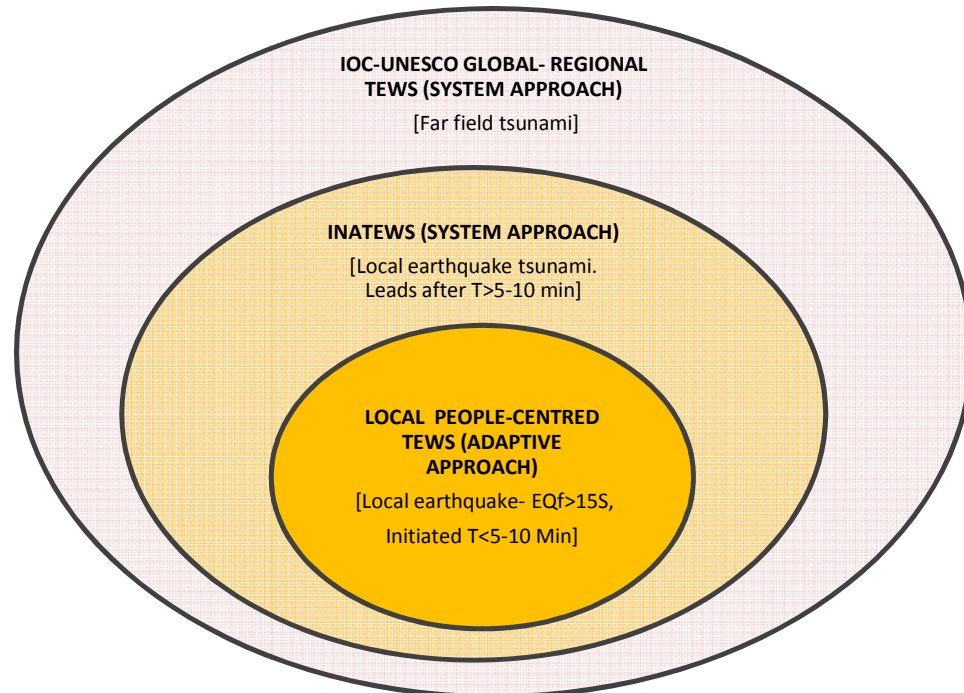 IOC-UNESCO GLOBAL- REGIONAL
TEWS (SYSTEM APPROACH)
[Far field tsunami]
INATEWS (SYSTEM APPROACH)
[Local earthquake tsunami.
Leads after T>5-10 min]
LOCAL PEOPLE-CENTRED
TEWS (ADAPTIVE
APPROACH)
[Local earthquake- EQf>15S,
Initiated T<5-10 Min]